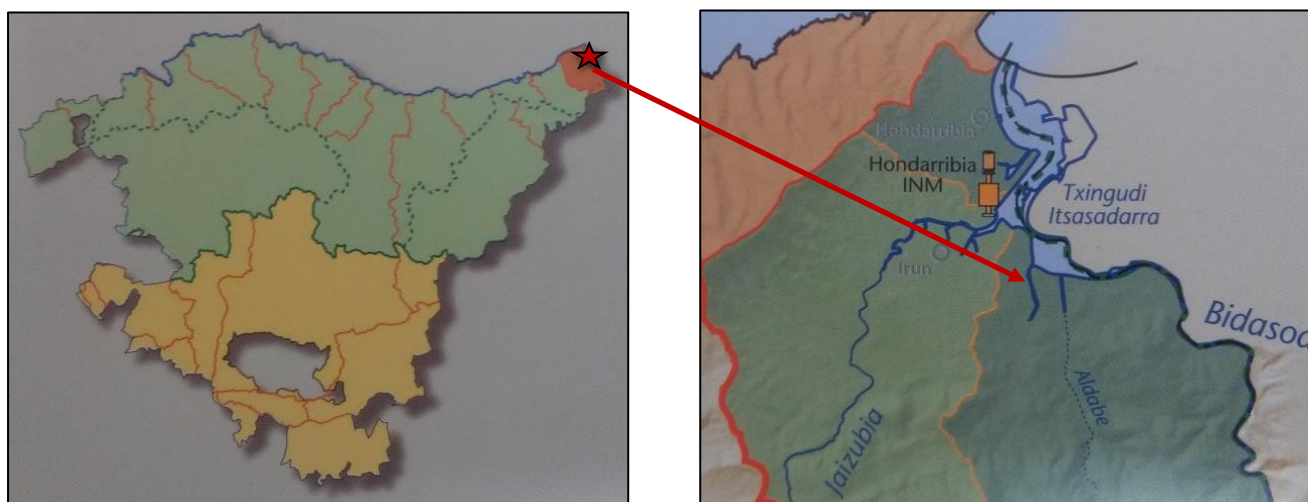 Hondarribia
Hondarribia
INM
Txingudi
Itsasadarra
Irun
Bidasoa
Aldabe
Jaizubia